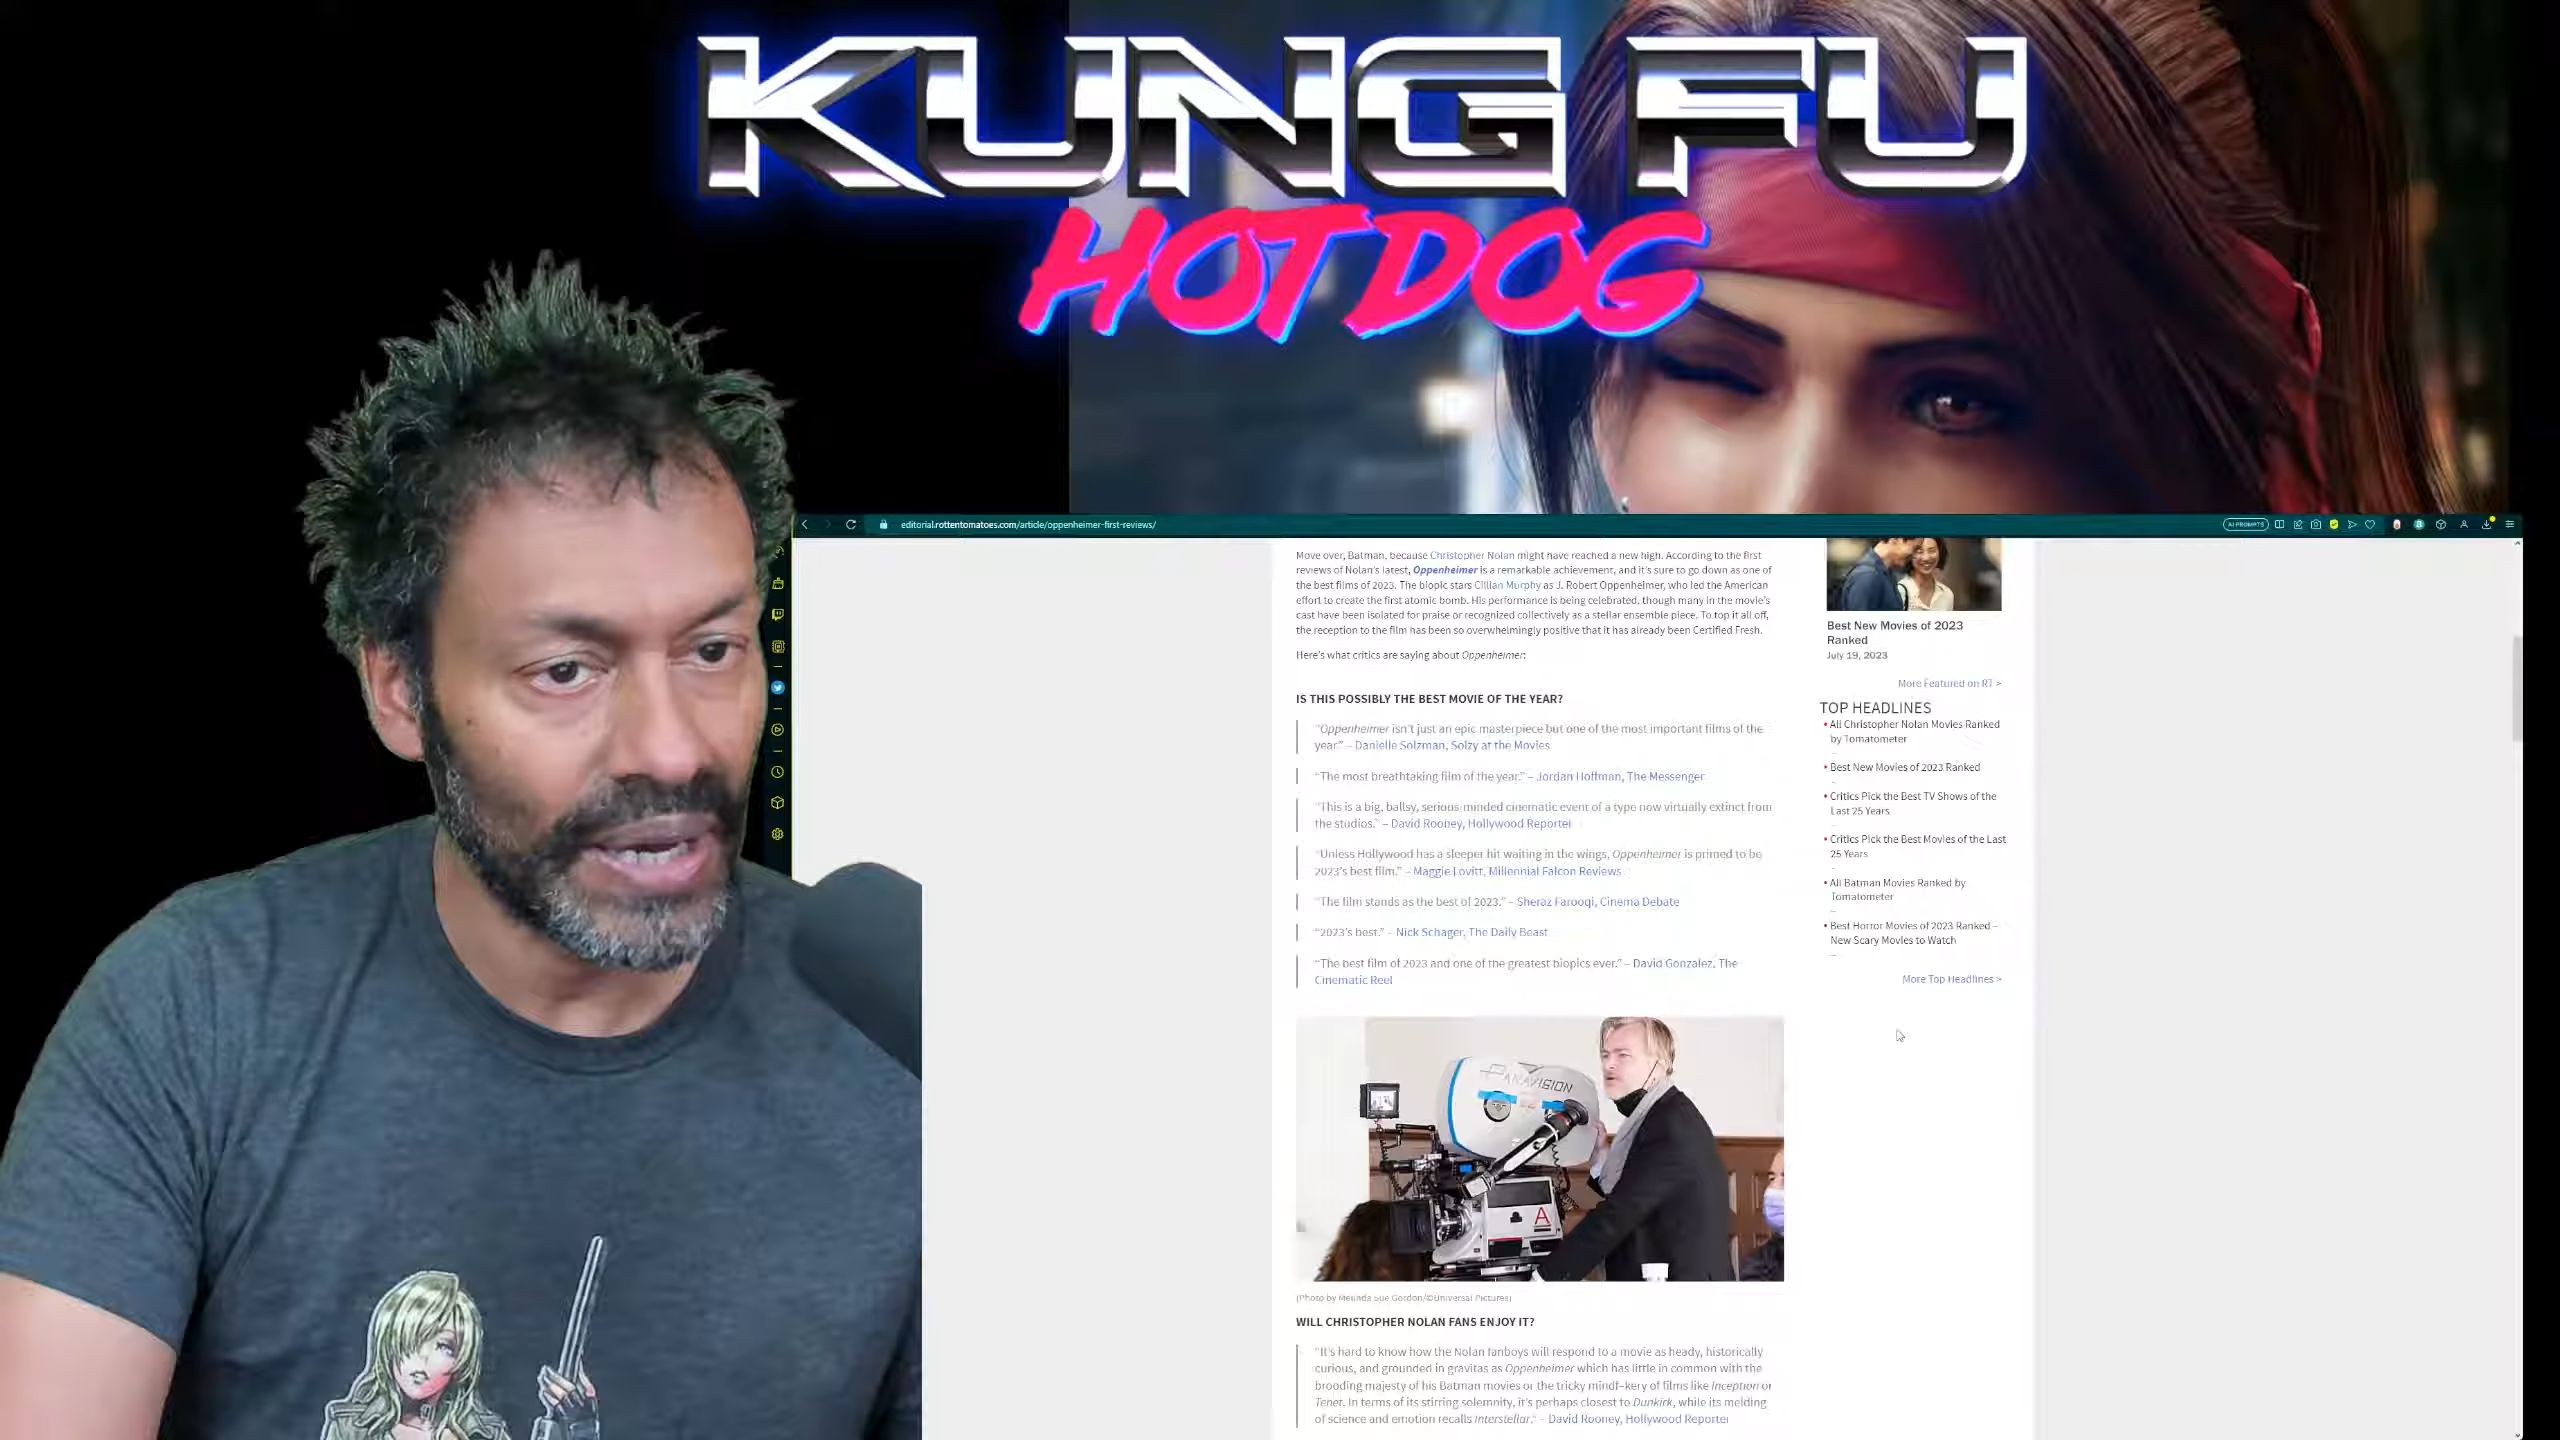 KUNG FU
HOT DOG
editorial.rottentomatoes.com/article/oppenheimer-first-reviews/
AI PROMPTS
Move over, Batman, because Christopher Nolan might have reached a new high. According to the first
reviews of Nolan's latest, Oppenheimer is a remarkable achievement, and it's sure to go down as one of
the best films of 2023. The biopic stars Cillian Murphy as J. Robert Oppenheimer, who led the American
effort to create the first atomic bomb. His performance is being celebrated, though many in the movie's
cast have been isolated for praise or recognized collectively as a stellar ensemble piece. To top it all off,
the reception to the film has been so overwhelmingly positive that it has already been Certified Fresh.
Here's what critics are saying about Oppenheimer:
IS THIS POSSIBLY THE BEST MOVIE OF THE YEAR?
"Oppenheimer isn't just an epic masterpiece but one of the most important films of the
year." – Danielle Solzman, Solzy at the Movies
"The most breathtaking film of the year." – Jordan Hoffman, The Messenger
"This is a big, ballsy, serious-minded cinematic event of a type now virtually extinct from
the studios." – David Rooney, Hollywood Reporter
"Unless Hollywood has a sleeper hit waiting in the wings, Oppenheimer is primed to be
2023's best film." – Maggie Lovitt, Millennial Falcon Reviews
"The film stands as the best of 2023." – Sheraz Farooqi, Cinema Debate
"2023's best." – Nick Schager, The Daily Beast
"The best film of 2023 and one of the greatest biopics ever." – David Gonzalez, The
Cinematic Reel
PANAVISION
A
(Photo by Melinda Sue Gordon/©Universal Pictures)
WILL CHRISTOPHER NOLAN FANS ENJOY IT?
"It's hard to know how the Nolan fanboys will respond to a movie as heady, historically
curious, and grounded in gravitas as Oppenheimer which has little in common with the
brooding majesty of his Batman movies or the tricky mindf–kery of films like Inception or
Tenet. In terms of its stirring solemnity, it's perhaps closest to Dunkirk, while its melding
of science and emotion recalls Interstellar." – David Rooney, Hollywood Reporter
Best New Movies of 2023
Ranked
July 19, 2023
More Featured on RT >
TOP HEADLINES
• All Christopher Nolan Movies Ranked
by Tomatometer
–
• Best New Movies of 2023 Ranked
–
• Critics Pick the Best TV Shows of the
Last 25 Years
–
• Critics Pick the Best Movies of the Last
25 Years
–
• All Batman Movies Ranked by
Tomatometer
–
• Best Horror Movies of 2023 Ranked –
New Scary Movies to Watch
–
More Top Headlines >